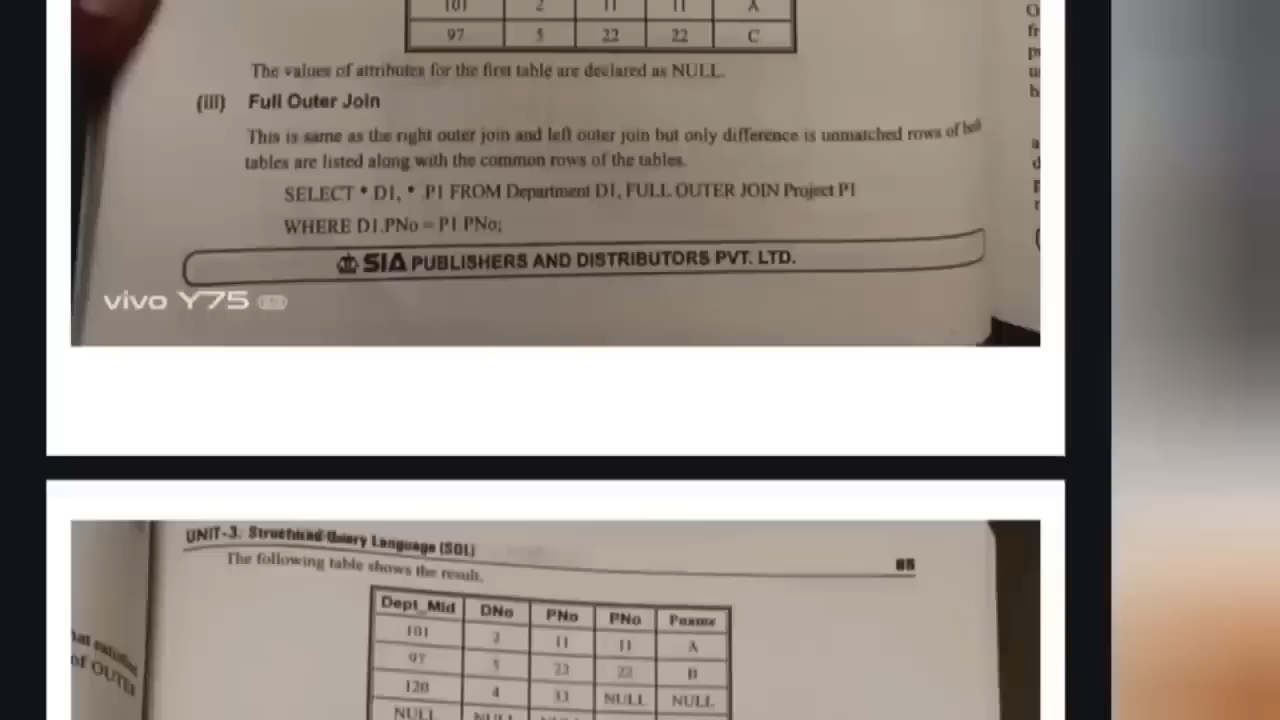 101 2 11 11 A
97 5 22 22 C
The values of attributes for the first table are declared as NULL.
(iii) Full Outer Join
This is same as the right outer join and left outer join but only difference is unmatched rows of both
tables are listed along with the common rows of the tables.
SELECT * D1, * .P1 FROM Department D1, FULL OUTER JOIN Project P1
WHERE D1.PNo = P1.PNo;
SIA PUBLISHERS AND DISTRIBUTORS PVT. LTD.
vivo Y75
UNIT-3: Structured Query Language (SQL)
The following table shows the result.
Dept_Mid DNo PNo PNo Pname
101 2 11 11 A
97 5 22 22 B
120 4 33 NULL NULL
NULL NULL
of OUTER